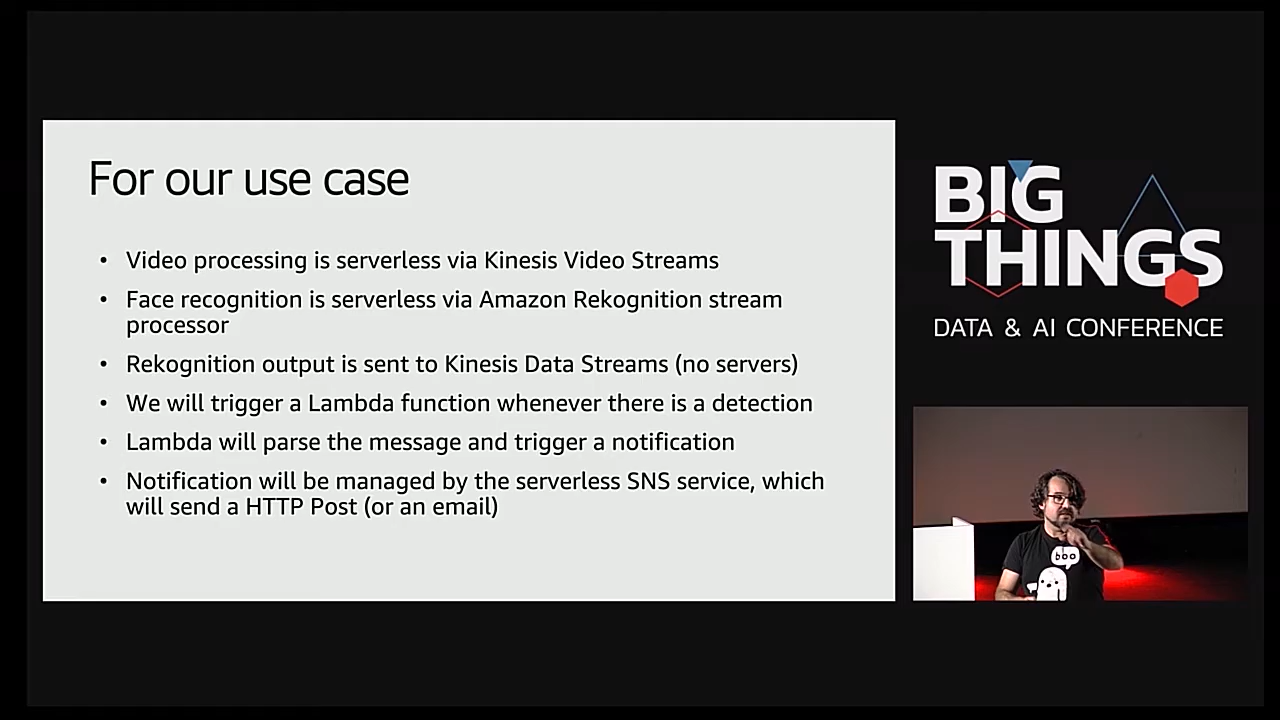 For our use case
• Video processing is serverless via Kinesis Video Streams
• Face recognition is serverless via Amazon Rekognition stream
processor
• Rekognition output is sent to Kinesis Data Streams (no servers)
• We will trigger a Lambda function whenever there is a detection
• Lambda will parse the message and trigger a notification
• Notification will be managed by the serverless SNS service, which
will send a HTTP Post (or an email)
BIG
THINGS
DATA & AI CONFERENCE
boo